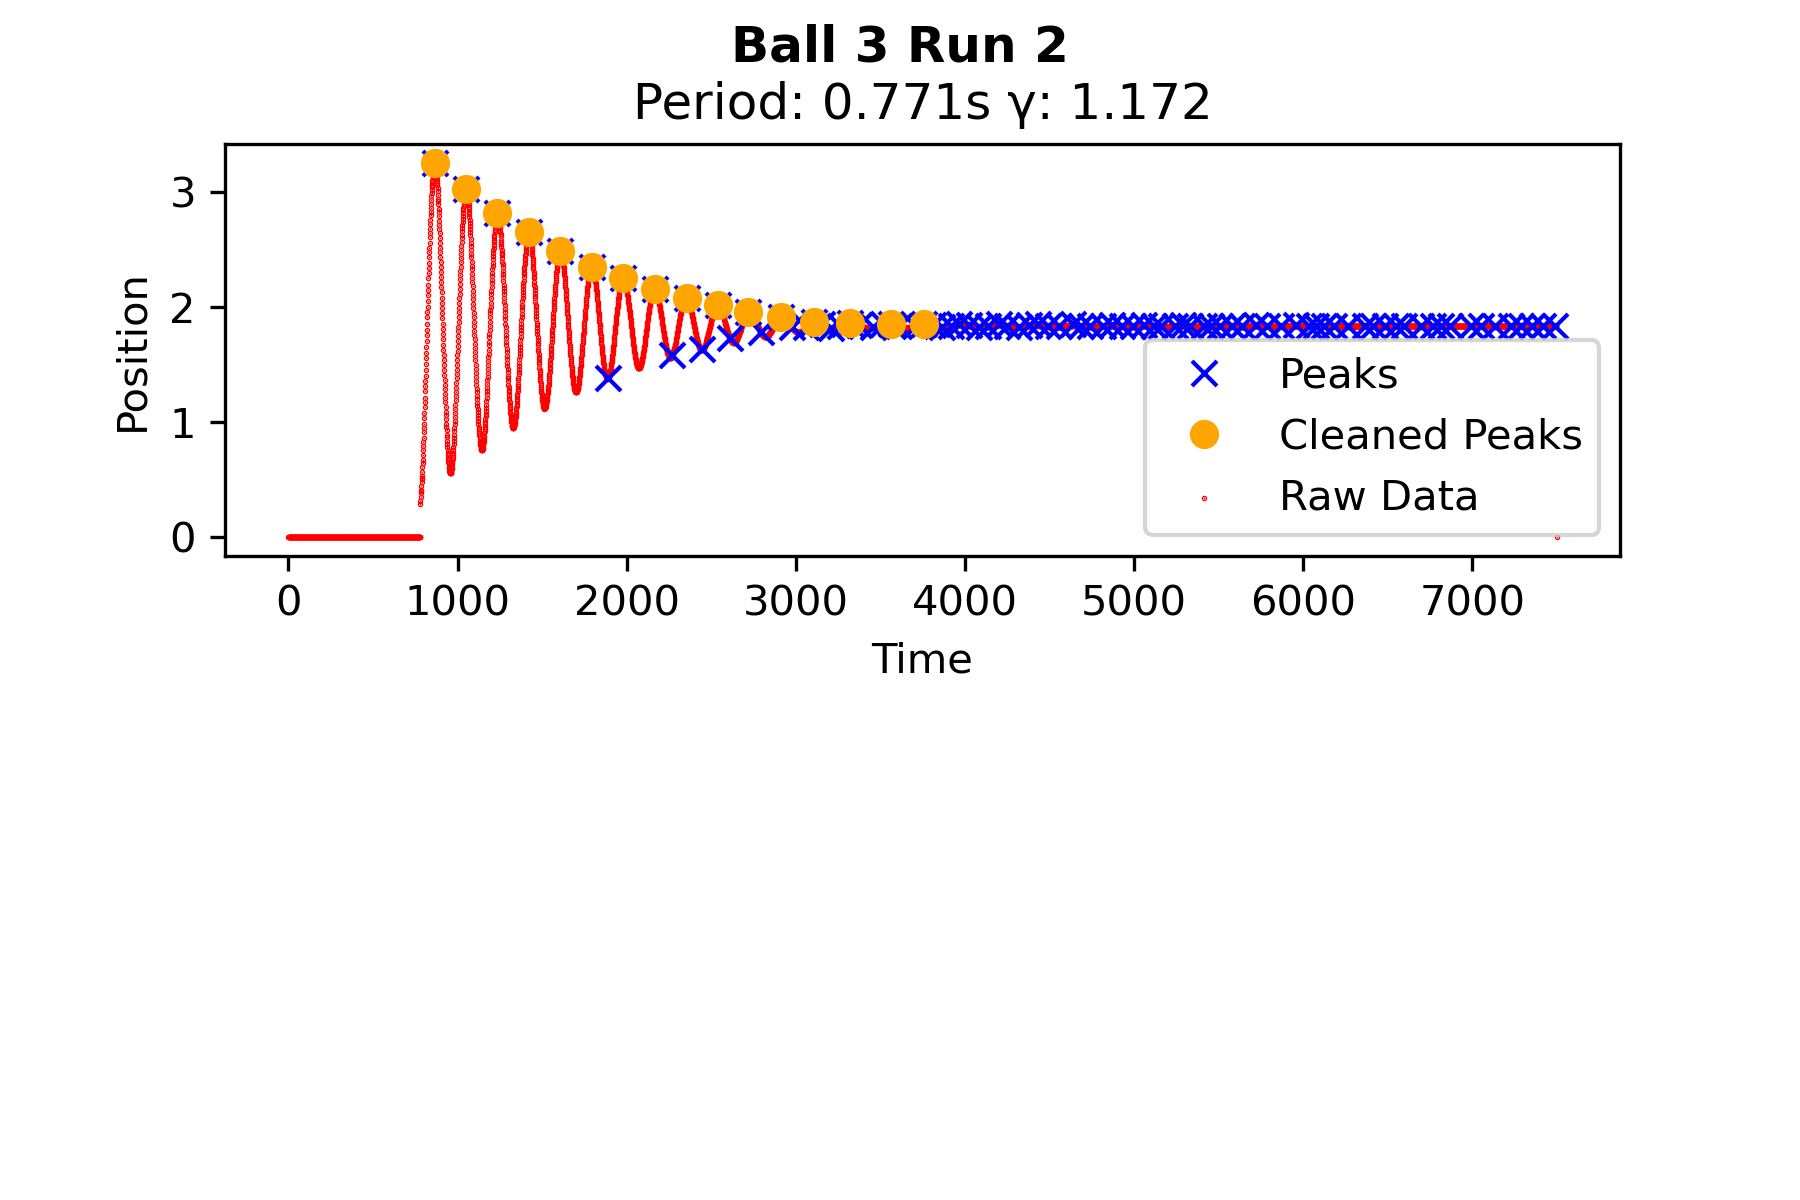 Ball 3 Run 2
Period: 0.771s γ: 1.172
Position
3
2
1
0
Peaks
Cleaned Peaks
Raw Data
0 1000 2000 3000 4000 5000 6000 7000
Time